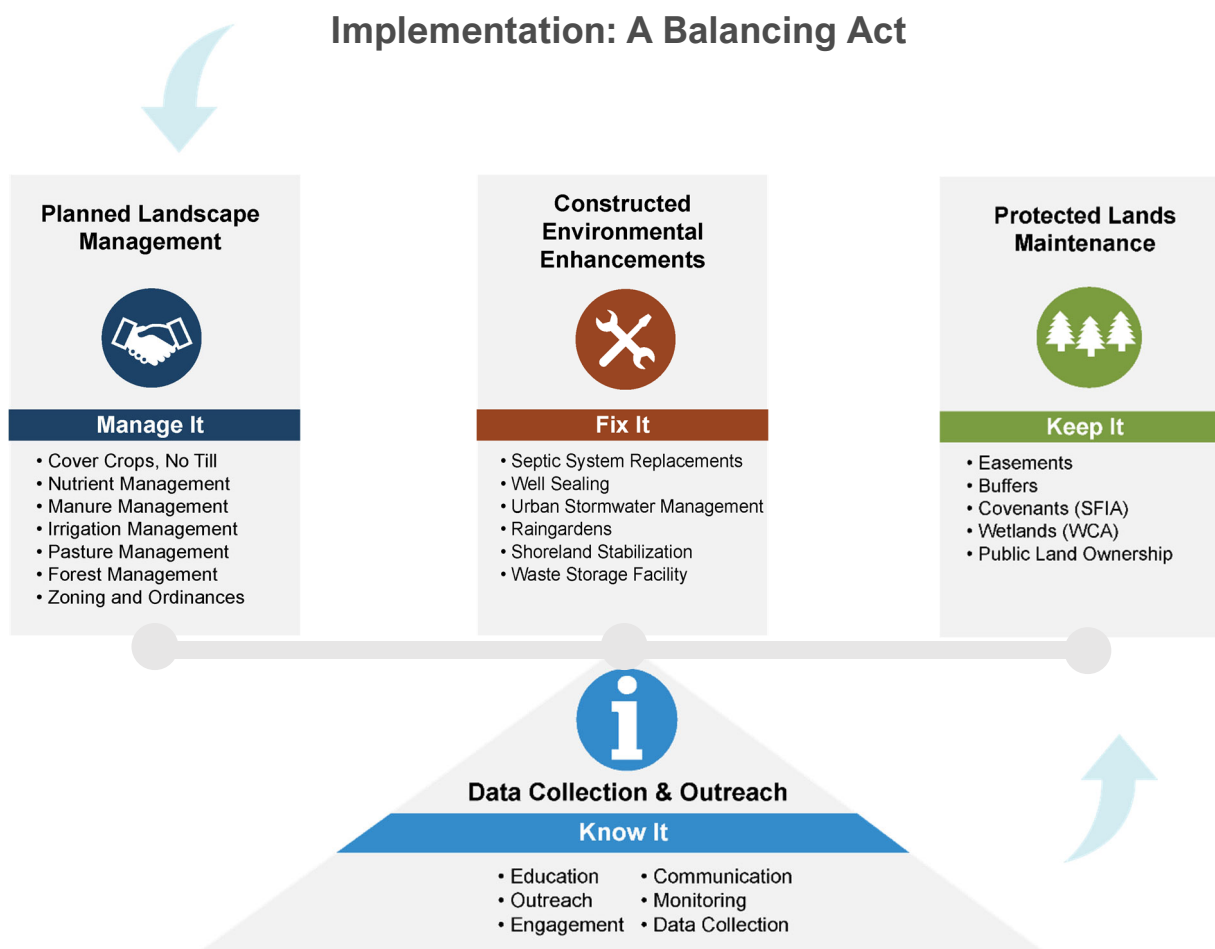 Implementation: A Balancing Act
Planned Landscape
Management
Manage It
• Cover Crops, No Till
• Nutrient Management
• Manure Management
• Irrigation Management
• Pasture Management
• Forest Management
• Zoning and Ordinances
Constructed
Environmental
Enhancements
Fix It
• Septic System Replacements
• Well Sealing
• Urban Stormwater Management
• Raingardens
• Shoreland Stabilization
• Waste Storage Facility
Protected Lands
Maintenance
Keep It
• Easements
• Buffers
• Covenants (SFIA)
• Wetlands (WCA)
• Public Land Ownership
Data Collection & Outreach
Know It
• Education
• Outreach
• Engagement
• Communication
• Monitoring
• Data Collection